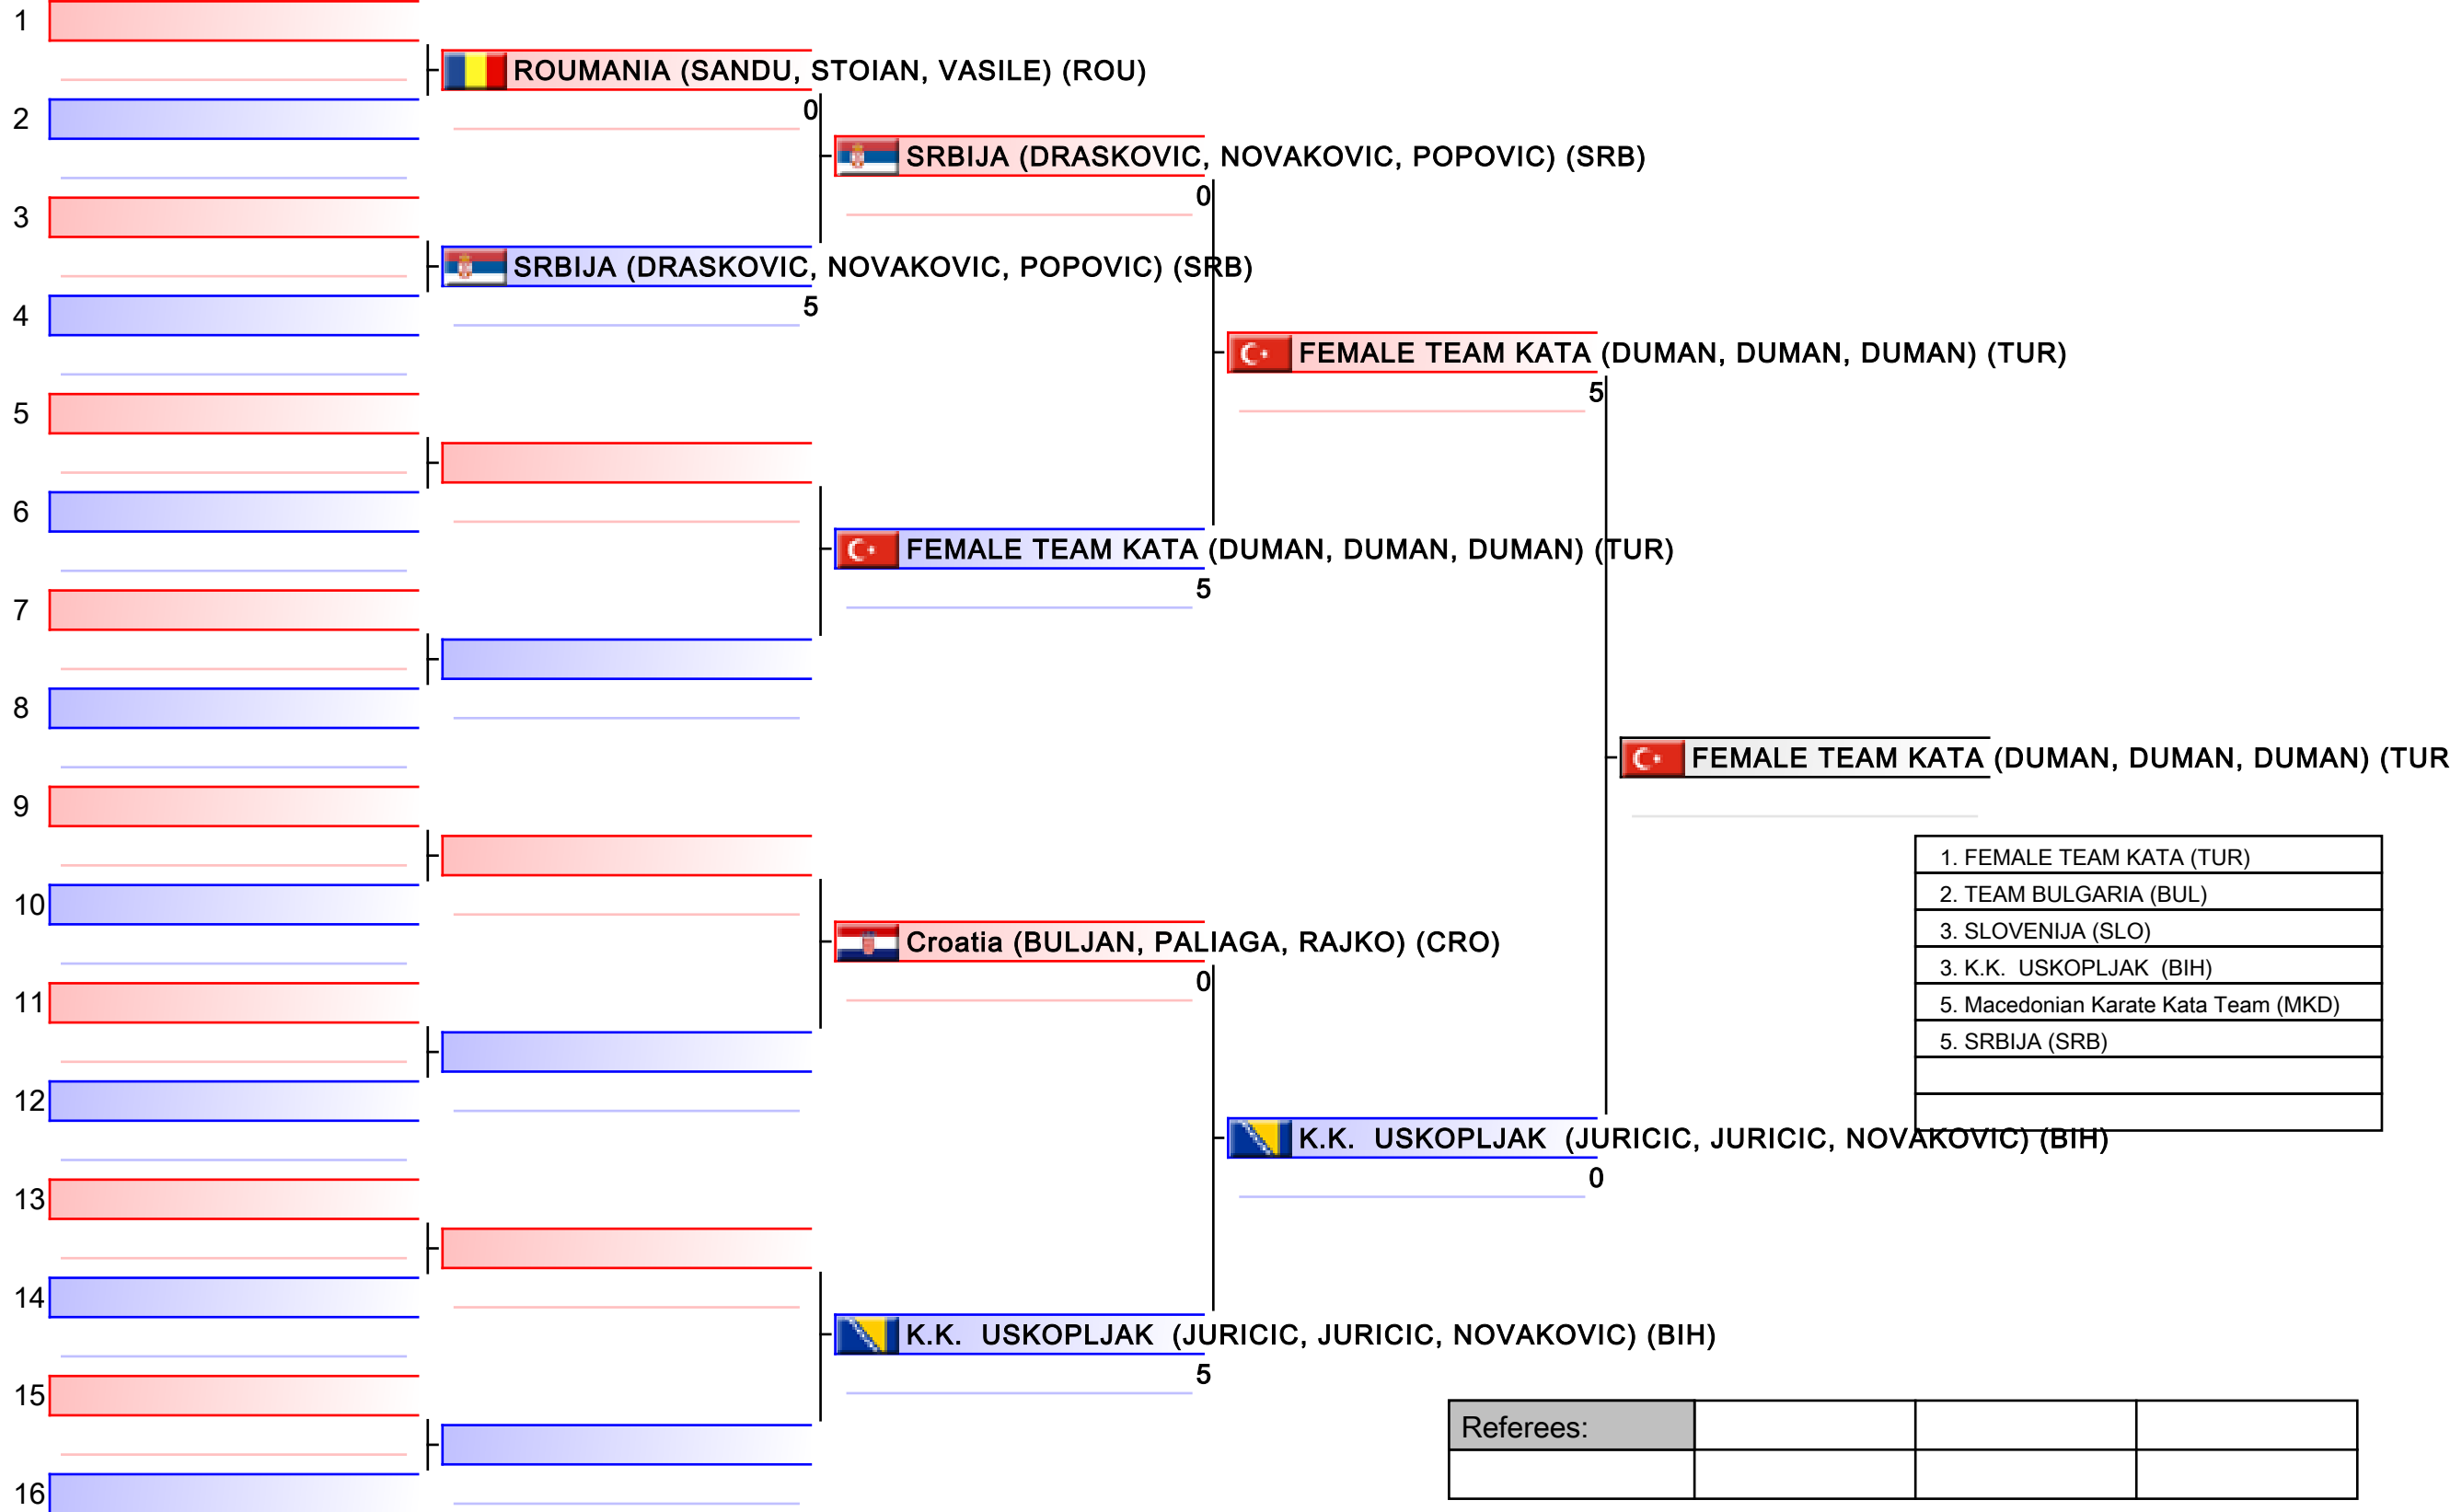 1
ROUMANIA (SANDU, STOIAN, VASILE) (ROU)
0
2
SRBIJA (DRASKOVIC, NOVAKOVIC, POPOVIC) (SRB)
0
3
SRBIJA (DRASKOVIC, NOVAKOVIC, POPOVIC) (SRB)
5
4
FEMALE TEAM KATA (DUMAN, DUMAN, DUMAN) (TUR)
5
5
6
FEMALE TEAM KATA (DUMAN, DUMAN, DUMAN) (TUR)
5
7
8
FEMALE TEAM KATA (DUMAN, DUMAN, DUMAN) (TUR
9
1. FEMALE TEAM KATA (TUR)
2. TEAM BULGARIA (BUL)
3. SLOVENIJA (SLO)
3. K.K.  USKOPLJAK  (BIH)
5. Macedonian Karate Kata Team (MKD)
5. SRBIJA (SRB)
10
Croatia (BULJAN, PALIAGA, RAJKO) (CRO)
0
11
12
K.K.  USKOPLJAK  (JURICIC, JURICIC, NOVAKOVIC) (BIH)
0
13
14
K.K.  USKOPLJAK  (JURICIC, JURICIC, NOVAKOVIC) (BIH)
5
15
Referees:
16